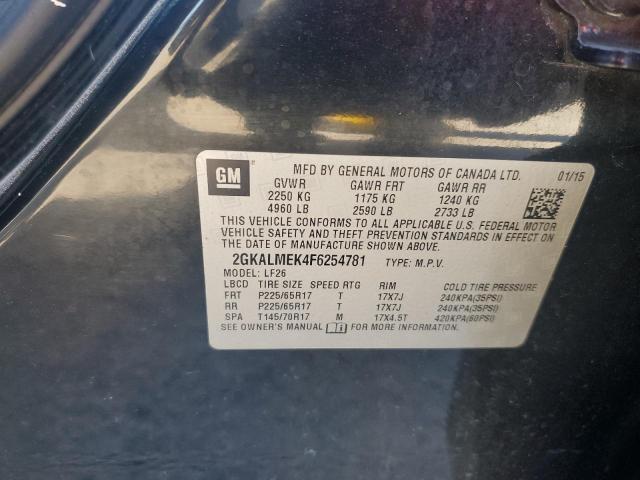 GM MFD BY GENERAL MOTORS OF CANADA LTD. 01/15
GVWR GAWR FRT GAWR RR
2250 KG 1175 KG 1240 KG
4960 LB 2590 LB 2733 LB
THIS VEHICLE CONFORMS TO ALL APPLICABLE U.S. FEDERAL MOTOR
VEHICLE SAFETY, BUMPER, AND THEFT PREVENTION STANDARDS IN EFFECT ON
THE DATE OF MANUFACTURE SHOWN ABOVE.
2GKALMEK4F6254781 TYPE: M.P.V.
MODEL: LF26
LBCD TIRE SIZE SPEED RTG RIM COLD TIRE PRESSURE
FRT P225/65R17 T 17X7J 240KPA(35PSI)
RR P225/65R17 T 17X7J 240KPA(35PSI)
SPA T145/70R17 M 17X4.5T 420KPA(60PSI)
SEE OWNER'S MANUAL FOR MORE INFORMATION.